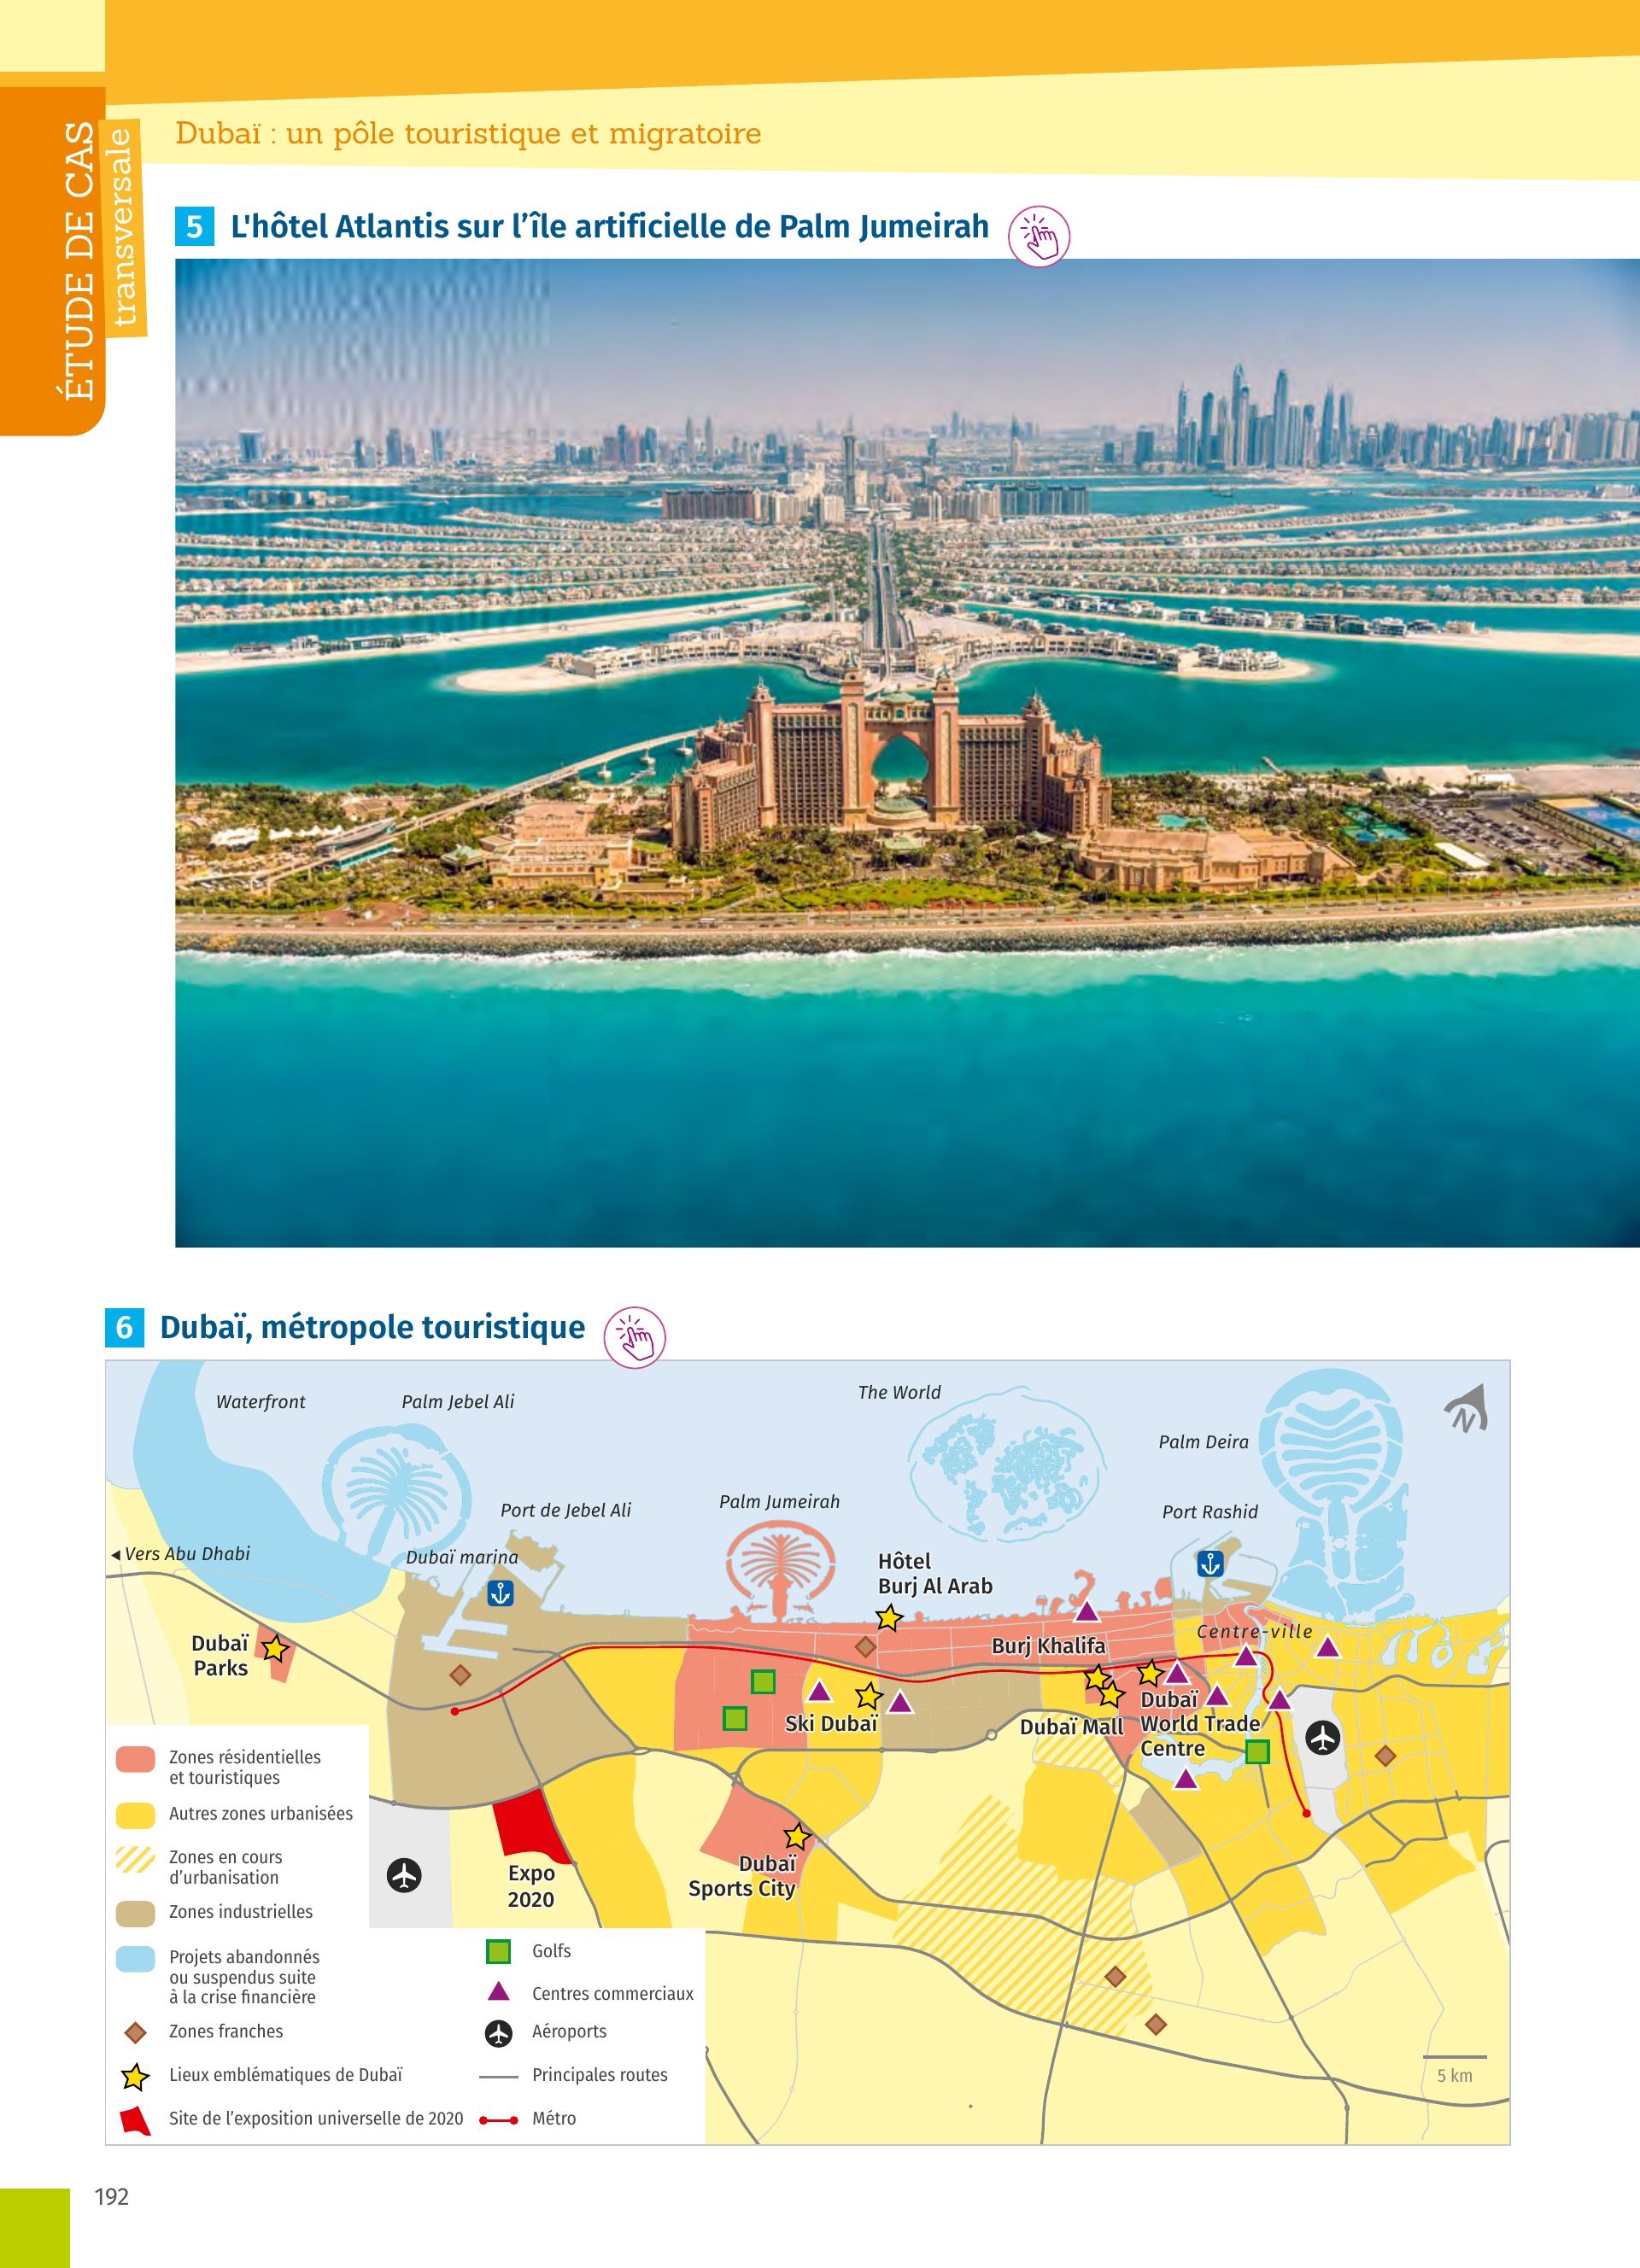 ÉTUDE DE CAS
transversale
Dubaï : un pôle touristique et migratoire
5 L'hôtel Atlantis sur l’île artificielle de Palm Jumeirah
6 Dubaï, métropole touristique
Waterfront
Palm Jebel Ali
The World
Palm Deira
N
Port de Jebel Ali
Palm Jumeirah
Port Rashid
Vers Abu Dhabi
Dubaï marina
Hôtel
Burj Al Arab
Dubaï
Parks
Burj Khalifa
Centre-ville
Ski Dubaï
Dubaï Mall
Dubaï
World Trade
Centre
Expo
2020
Dubaï
Sports City
Zones résidentielles
et touristiques
Autres zones urbanisées
Zones en cours
d’urbanisation
Zones industrielles
Projets abandonnés
ou suspendus suite
à la crise financière
Zones franches
Lieux emblématiques de Dubaï
Site de l’exposition universelle de 2020
Golfs
Centres commerciaux
Aéroports
Principales routes
Métro
5 km
192